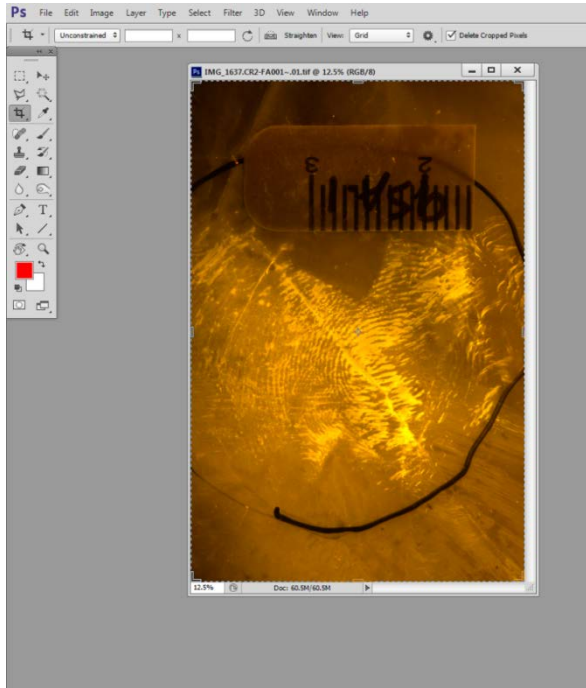 Ps File Edit Image Layer Type Select Filter 3D View Window Help
Unconstrained x Straighten View: Grid Delete Cropped Pixels
Ps IMG_1637.CR2-FA001~.01.tif @ 12.5% (RGB/8)
3 2
12.5% Doc: 60.5M/60.5M